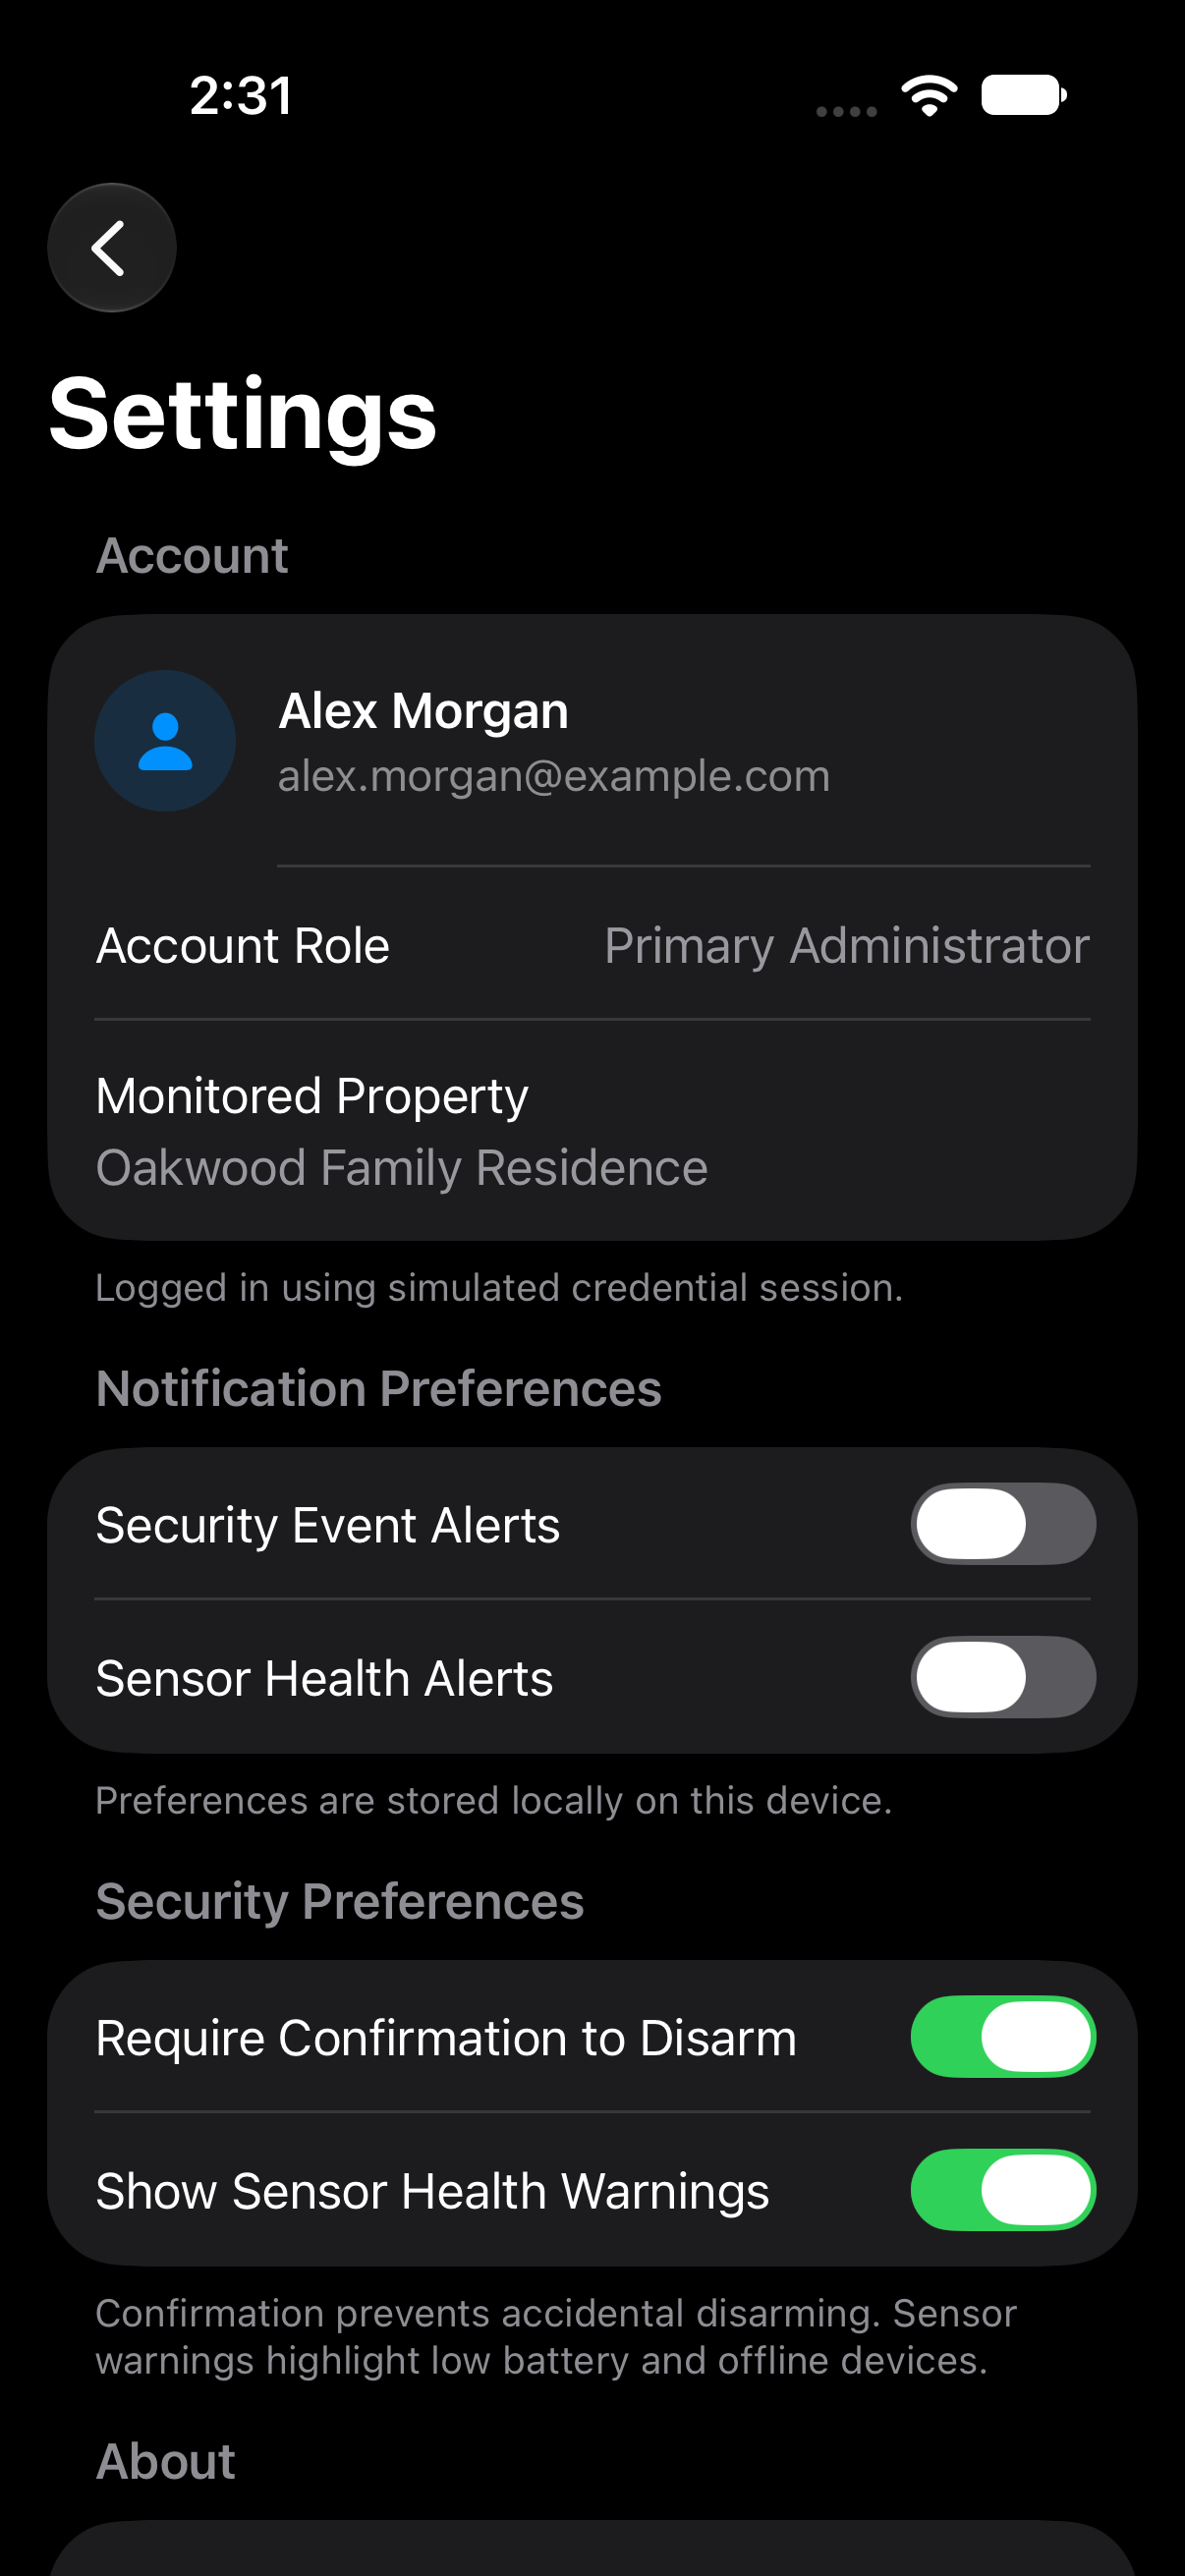 2:31
Settings
Account
Alex Morgan
alex.morgan@example.com
Account Role Primary Administrator
Monitored Property
Oakwood Family Residence
Logged in using simulated credential session.
Notification Preferences
Security Event Alerts
Sensor Health Alerts
Preferences are stored locally on this device.
Security Preferences
Require Confirmation to Disarm
Show Sensor Health Warnings
Confirmation prevents accidental disarming. Sensor
warnings highlight low battery and offline devices.
About